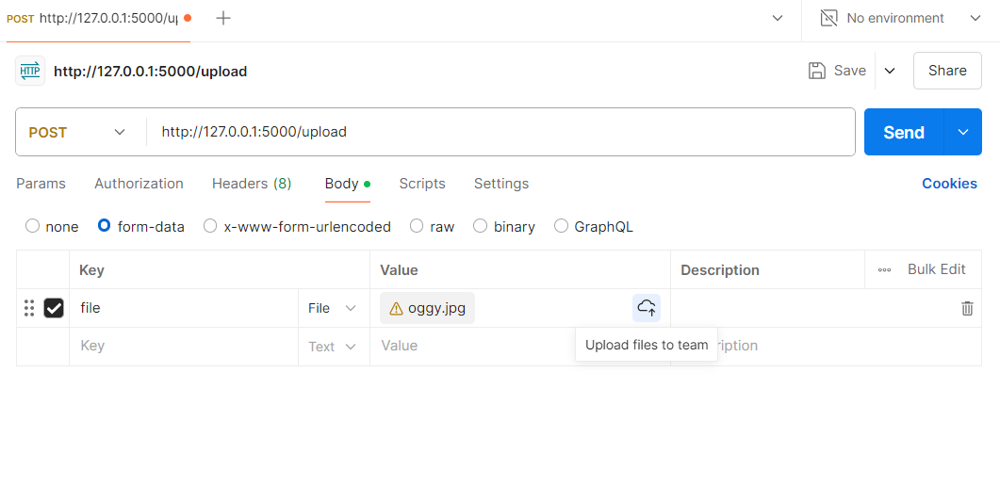 POST http://127.0.0.1:5000/up
No environment
HTTP http://127.0.0.1:5000/upload
Save
Share
POST http://127.0.0.1:5000/upload
Send
Params Authorization Headers (8) Body Scripts Settings Cookies
none form-data x-www-form-urlencoded raw binary GraphQL
Key Value Description Bulk Edit
file File oggy.jpg
Key Text Value ription
Upload files to team